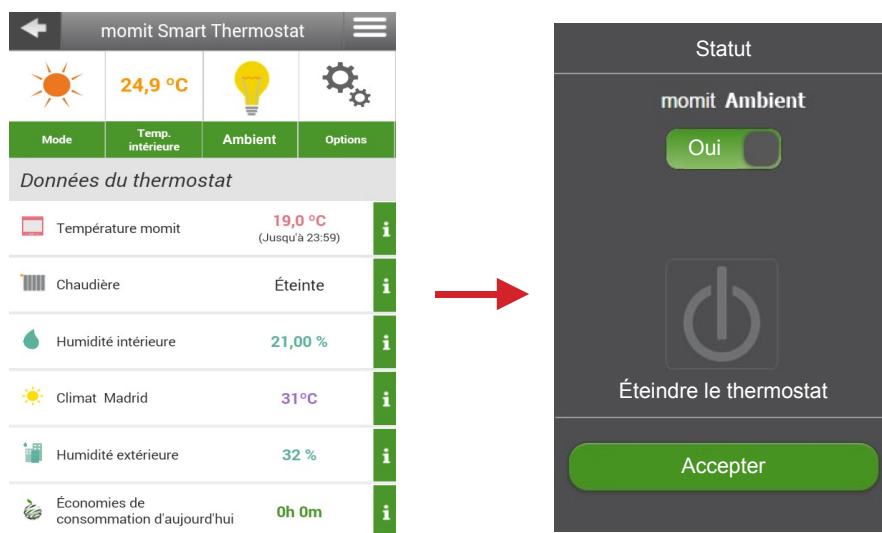 momit Smart Thermostat
24,9 ºC
Mode
Temp.
intérieure
Ambient
Options
Données du thermostat
Température momit
19,0 ºC
(Jusqu'à 23:59)
i
Chaudière
Éteinte
i
Humidité intérieure
21,00 %
i
Climat Madrid
31ºC
i
Humidité extérieure
32 %
i
Économies de
consommation d'aujourd'hui
0h 0m
i
Statut
momit Ambient
Oui
Éteindre le thermostat
Accepter